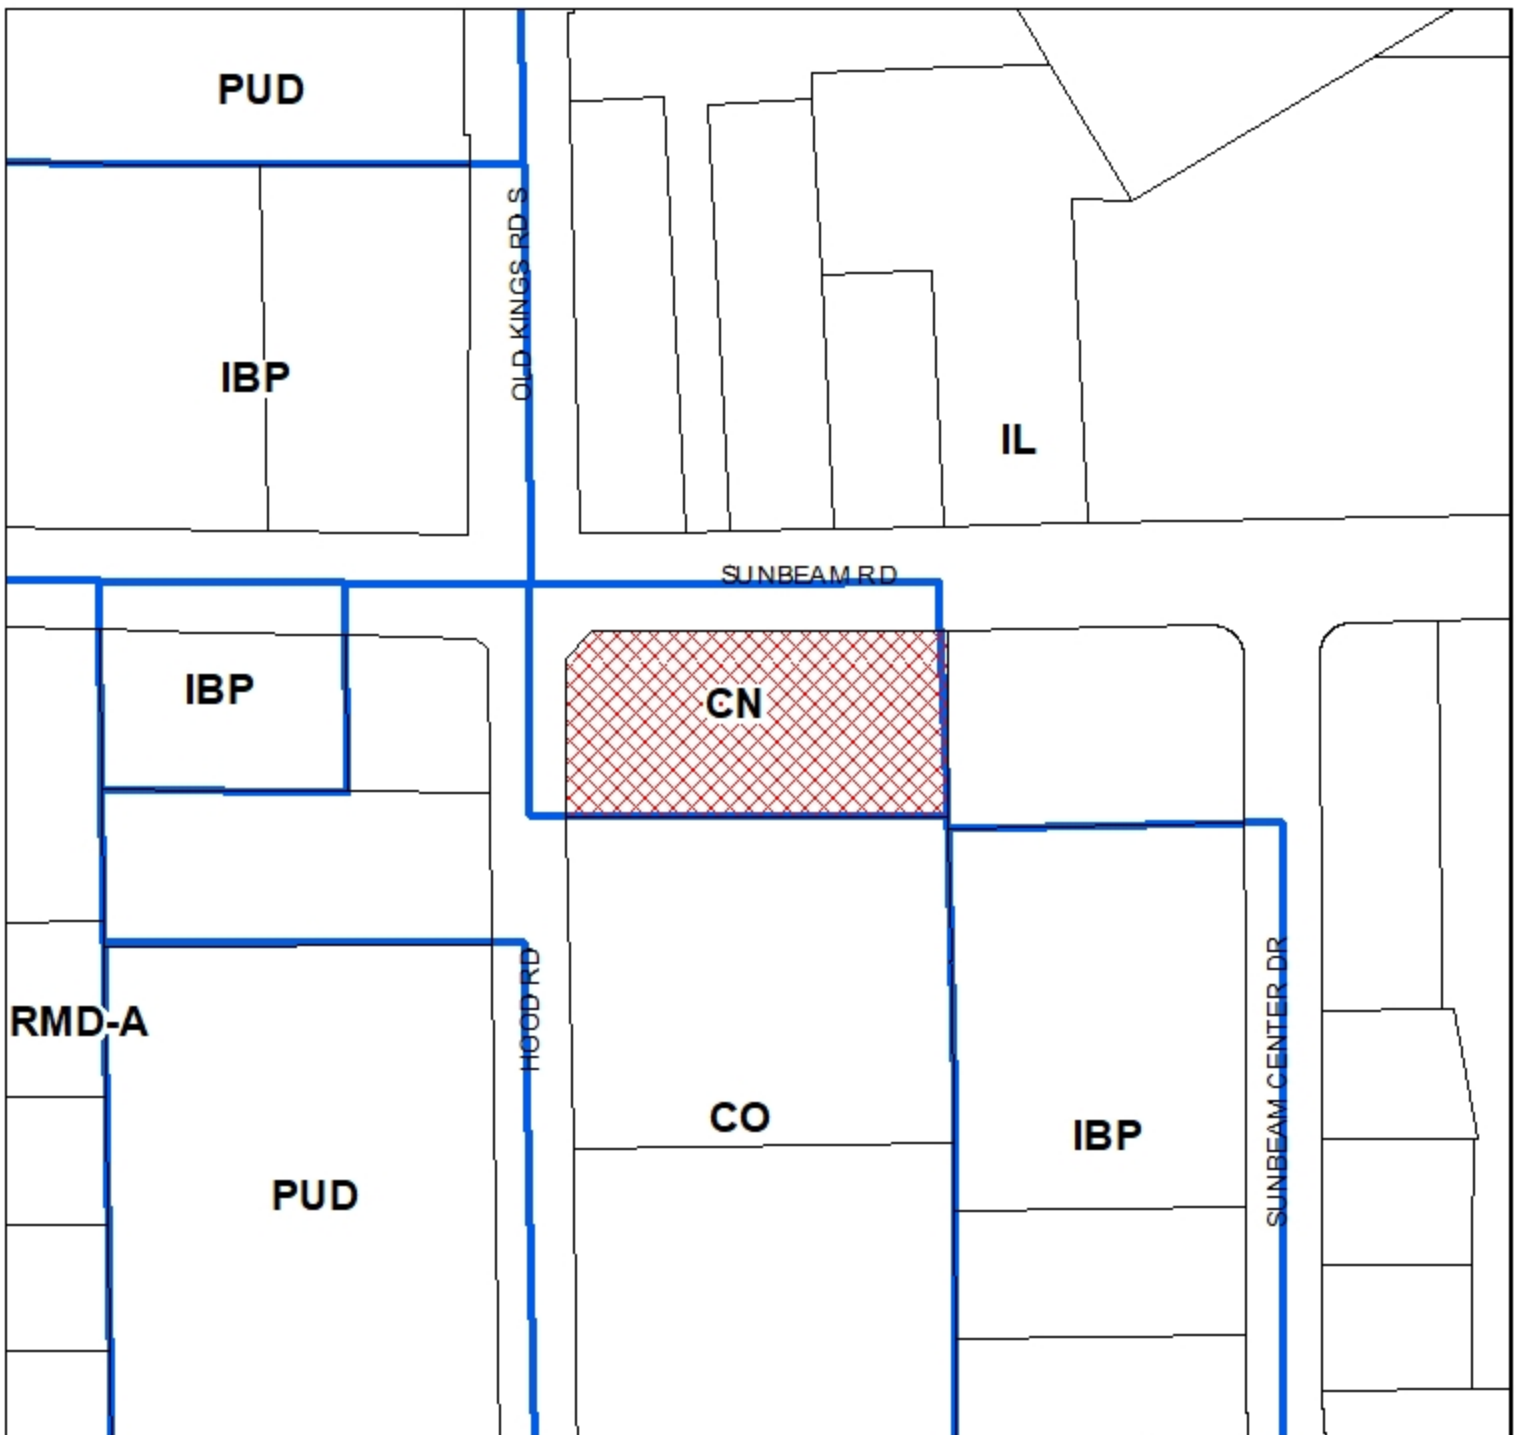 PUD
OLD KINGS RD S
IBP
IL
SUNBEAM RD
IBP
CN
RMD-A
HOOD RD
SUNBEAM CENTER DR
CO
IBP
PUD